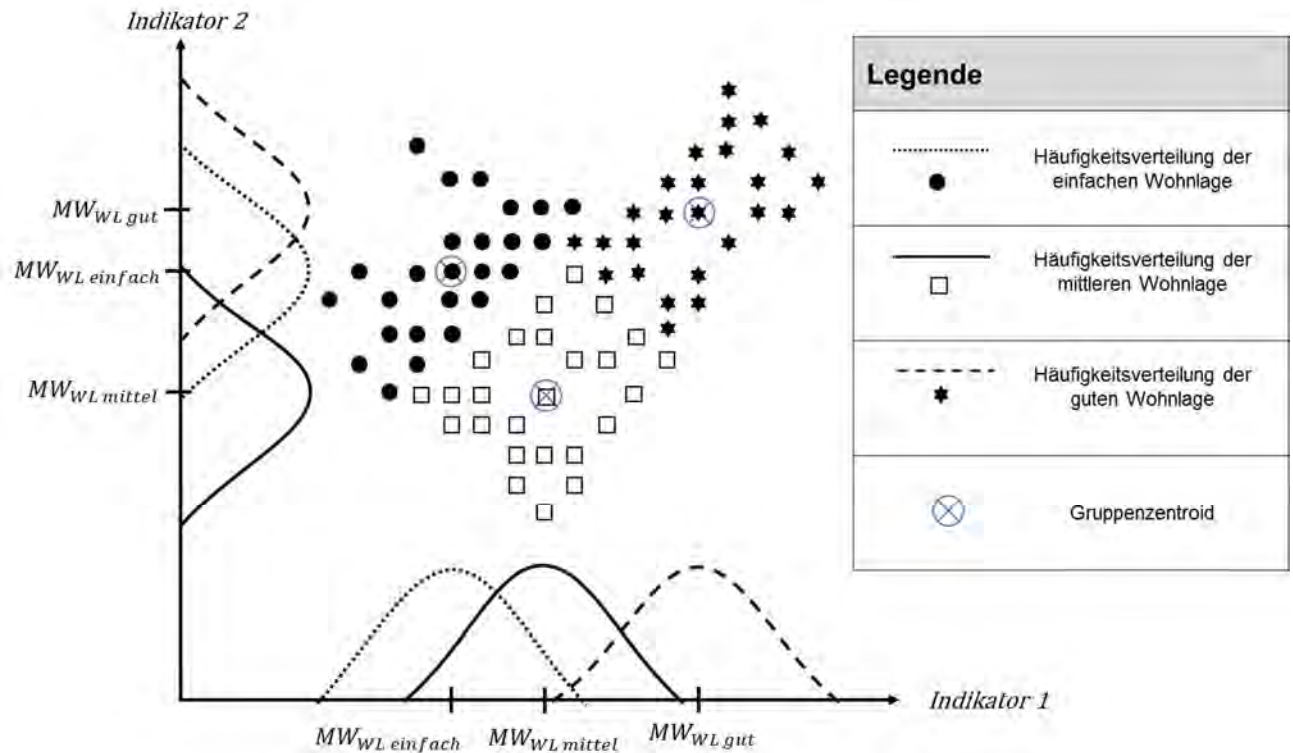 Indikator 2
MW_WL gut
MW_WL einfach
MW_WL mittel
MW_WL einfach
MW_WL mittel
MW_WL gut
Indikator 1
Legende
Häufigkeitsverteilung der
einfachen Wohnlage
Häufigkeitsverteilung der
mittleren Wohnlage
Häufigkeitsverteilung der
guten Wohnlage
Gruppenzentroid